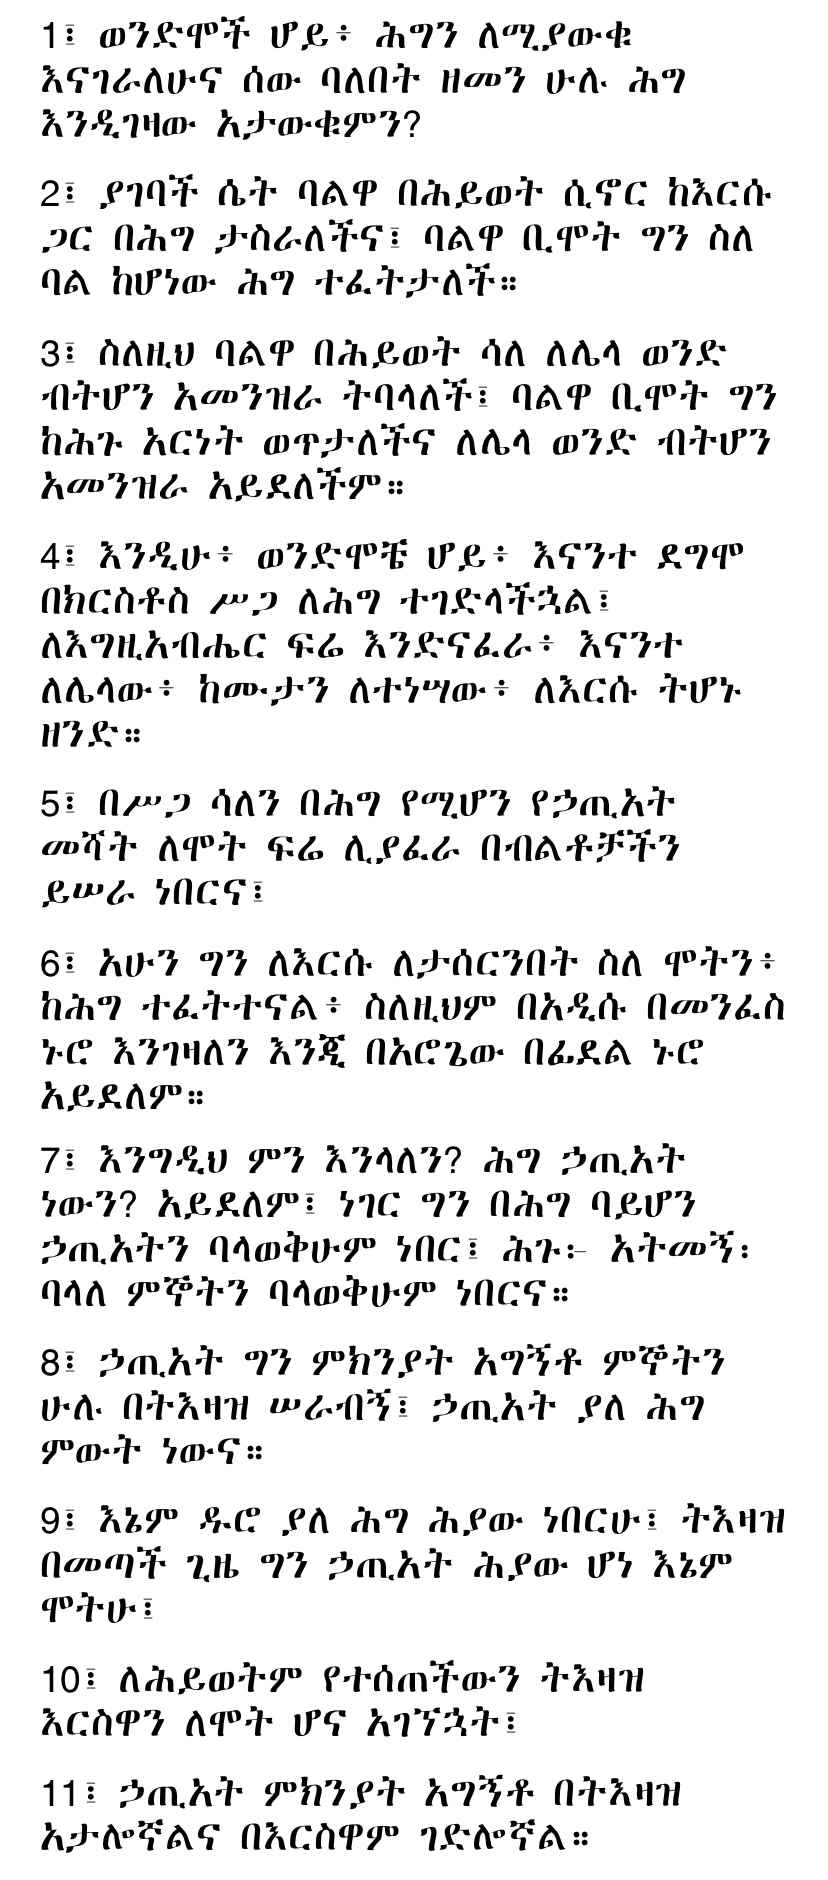 1፤ ወንድሞች ሆይ፥ ሕግን ለሚያውቁ
እናገራለሁና ሰው ባለበት ዘመን ሁሉ ሕግ
እንዲገዛው አታውቁምን?
2፤ ያገባች ሴት ባልዋ በሕይወት ሲኖር ከእርሱ
ጋር በሕግ ታስራለችና፤ ባልዋ ቢሞት ግን ስለ
ባል ከሆነው ሕግ ተፈትታለች።
3፤ ስለዚህ ባልዋ በሕይወት ሳለ ለሌላ ወንድ
ብትሆን አመንዝራ ትባላለች፤ ባልዋ ቢሞት ግን
ከሕጉ አርነት ወጥታለችና ለሌላ ወንድ ብትሆን
አመንዝራ አይደለችም።
4፤ እንዲሁ፥ ወንድሞቼ ሆይ፥ እናንተ ደግሞ
በክርስቶስ ሥጋ ለሕግ ተገድላችኋል፤
ለእግዚአብሔር ፍሬ እንድናፈራ፥ እናንተ
ለሌላው፥ ከሙታን ለተነሣው፥ ለእርሱ ትሆኑ
ዘንድ።
5፤ በሥጋ ሳለን በሕግ የሚሆን የኃጢአት
መሻት ለሞት ፍሬ ሊያፈራ በብልቶቻችን
ይሠራ ነበርና፤
6፤ አሁን ግን ለእርሱ ለታሰርንበት ስለ ሞትን፥
ከሕግ ተፈትተናል፥ ስለዚህም በአዲሱ በመንፈስ
ኑሮ እንገዛለን እንጂ በአሮጌው በፊደል ኑሮ
አይደለም።
7፤ እንግዲህ ምን እንላለን? ሕግ ኃጢአት
ነውን? አይደለም፤ ነገር ግን በሕግ ባይሆን
ኃጢአትን ባላወቅሁም ነበር፤ ሕጉ፦ አትመኝ፡
ባላለ ምኞትን ባላወቅሁም ነበርና።
8፤ ኃጢአት ግን ምክንያት አግኝቶ ምኞትን
ሁሉ በትእዛዝ ሠራብኝ፤ ኃጢአት ያለ ሕግ
ምውት ነውና።
9፤ እኔም ዱሮ ያለ ሕግ ሕያው ነበርሁ፤ ትእዛዝ
በመጣች ጊዜ ግን ኃጢአት ሕያው ሆነ እኔም
ሞትሁ፤
10፤ ለሕይወትም የተሰጠችውን ትእዛዝ
እርስዋን ለሞት ሆና አገኘኋት፤
11፤ ኃጢአት ምክንያት አግኝቶ በትእዛዝ
አታሎኛልና በእርስዋም ገድሎኛል።